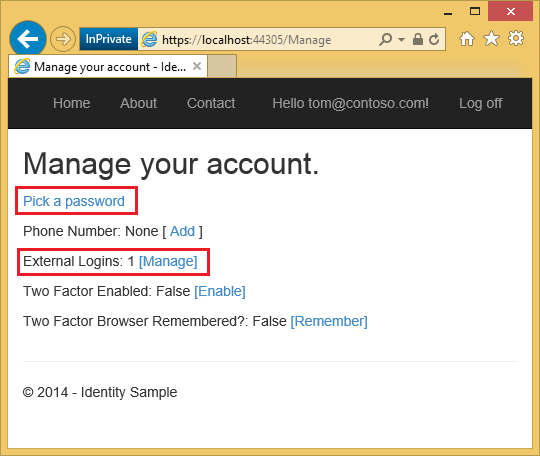 InPrivate https://localhost:44305/Manage
Manage your account - Ide...
Home About Contact Hello tom@contoso.com! Log off
Manage your account.
Pick a password
Phone Number: None [ Add ]
External Logins: 1 [Manage]
Two Factor Enabled: False [Enable]
Two Factor Browser Remembered?: False [Remember]
© 2014 - Identity Sample